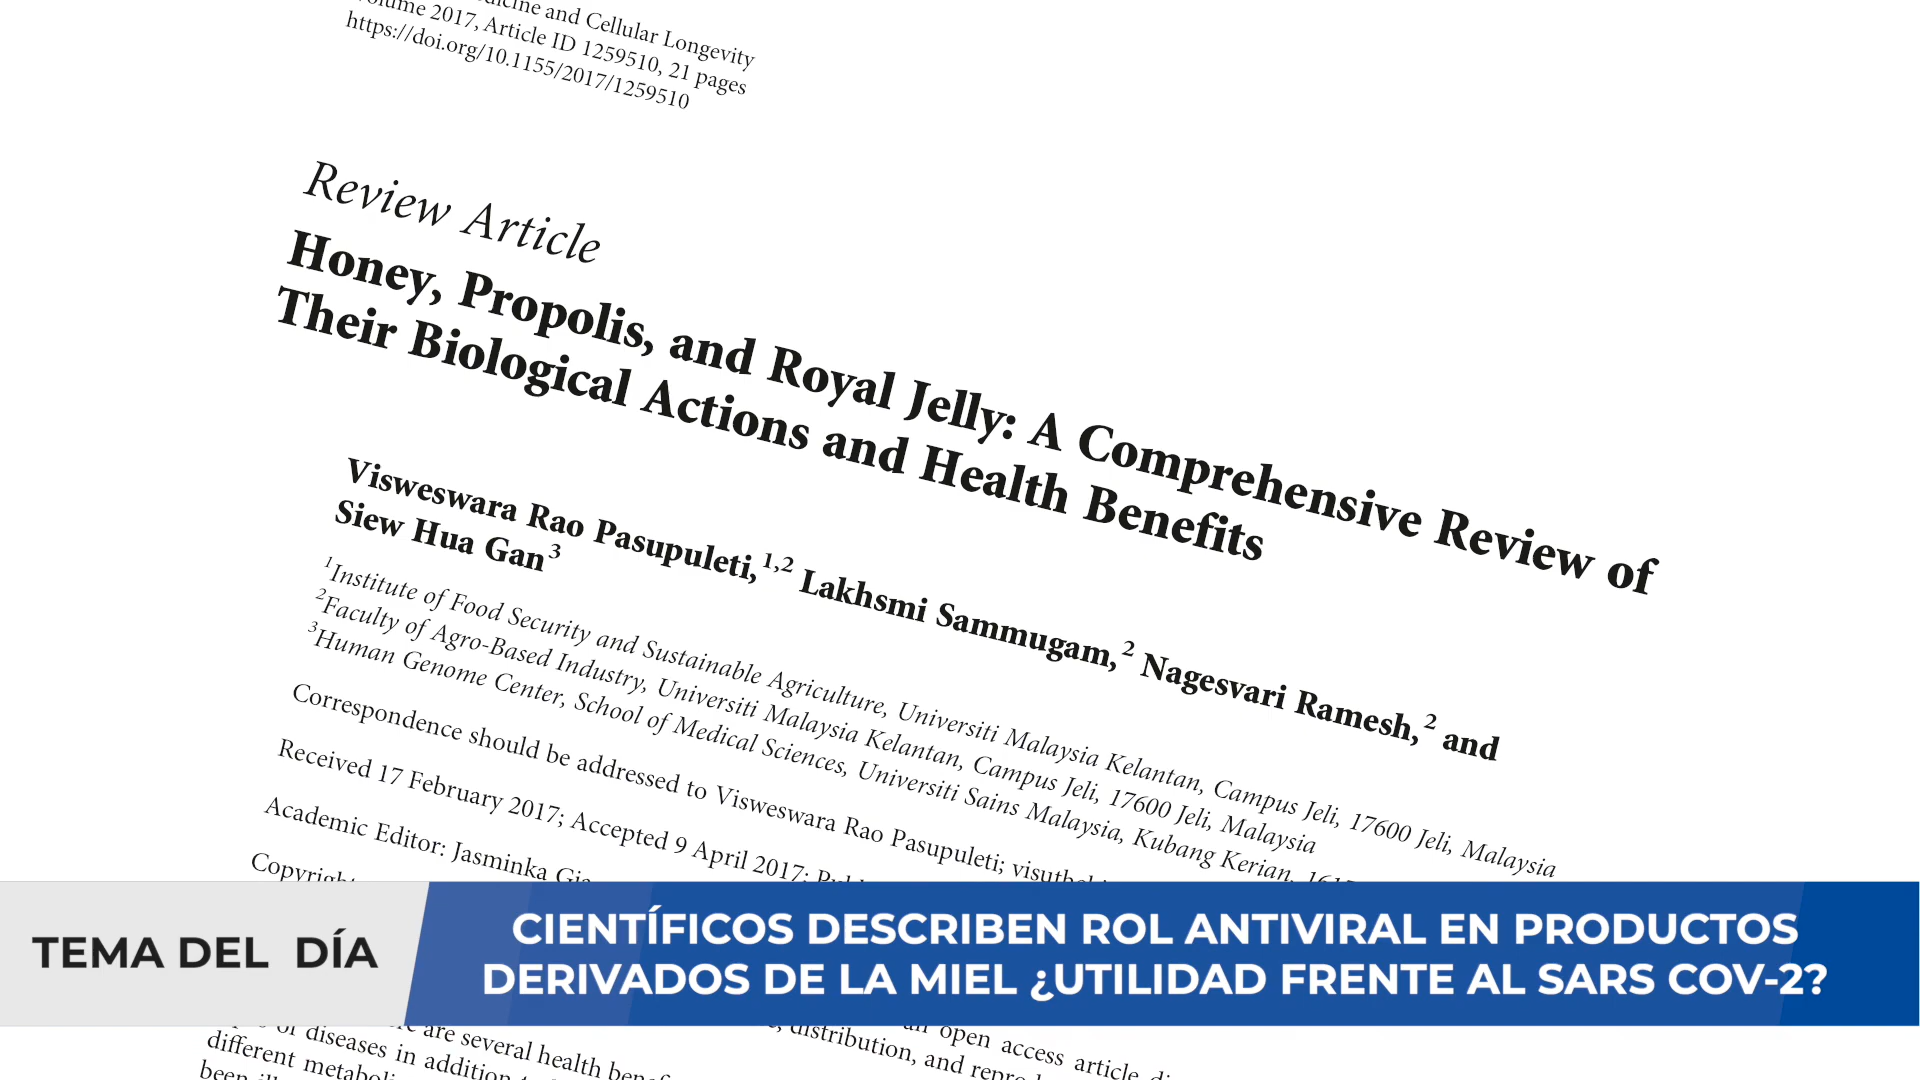 and Cellular Longevity
Volume 2017, Article ID 1259510, 21 pages
https://doi.org/10.1155/2017/1259510
Review Article
Honey, Propolis, and Royal Jelly: A Comprehensive Review of
Their Biological Actions and Health Benefits
Visweswara Rao Pasupuleti,1,2 Lakhsmi Sammugam,2 Nagesvari Ramesh,2 and
Siew Hua Gan3
1Institute of Food Security and Sustainable Agriculture, Universiti Malaysia Kelantan, Campus Jeli, 17600 Jeli, Malaysia
2Faculty of Agro-Based Industry, Universiti Malaysia Kelantan, Campus Jeli, 17600 Jeli, Malaysia
3Human Genome Center, School of Medical Sciences, Universiti Sains Malaysia, Kubang Kerian,
Correspondence should be addressed to Visweswara Rao Pasupuleti;
Received 17 February 2017; Accepted 9 April 2017;
Academic Editor: Jasminka
TEMA DEL DÍA
CIENTÍFICOS DESCRIBEN ROL ANTIVIRAL EN PRODUCTOS
DERIVADOS DE LA MIEL ¿UTILIDAD FRENTE AL SARS COV-2?
open access article
distribution, and
of diseases in addition
are several health
different
been